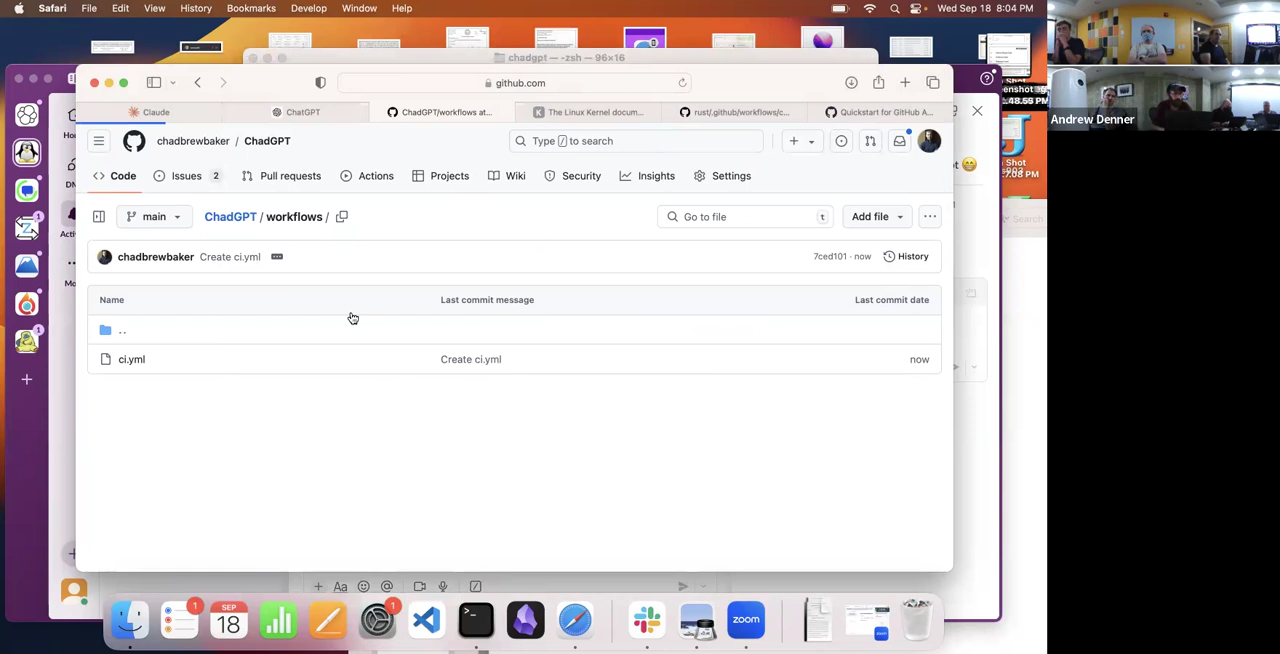 Safari File Edit View History Bookmarks Develop Window Help
Wed Sep 18 8:04 PM
chadgpt — -zsh — 96×16
github.com
Claude
ChatGPT
ChadGPT/workflows at...
The Linux Kernel docum...
rust/.github/workflows/c...
Quickstart for GitHub A...
chadbrewbaker / ChadGPT
Type / to search
Code
Issues 2
Pull requests
Actions
Projects
Wiki
Insights
Security
Settings
main
ChadGPT / workflows /
Go to file
t
Add file
chadbrewbaker Create ci.yml
7ced101 · now
History
Name
Last commit message
Last commit date
..
ci.yml
Create ci.yml
now
Andrew Denner
Search
Aa
SEP
18
1
1
zoom